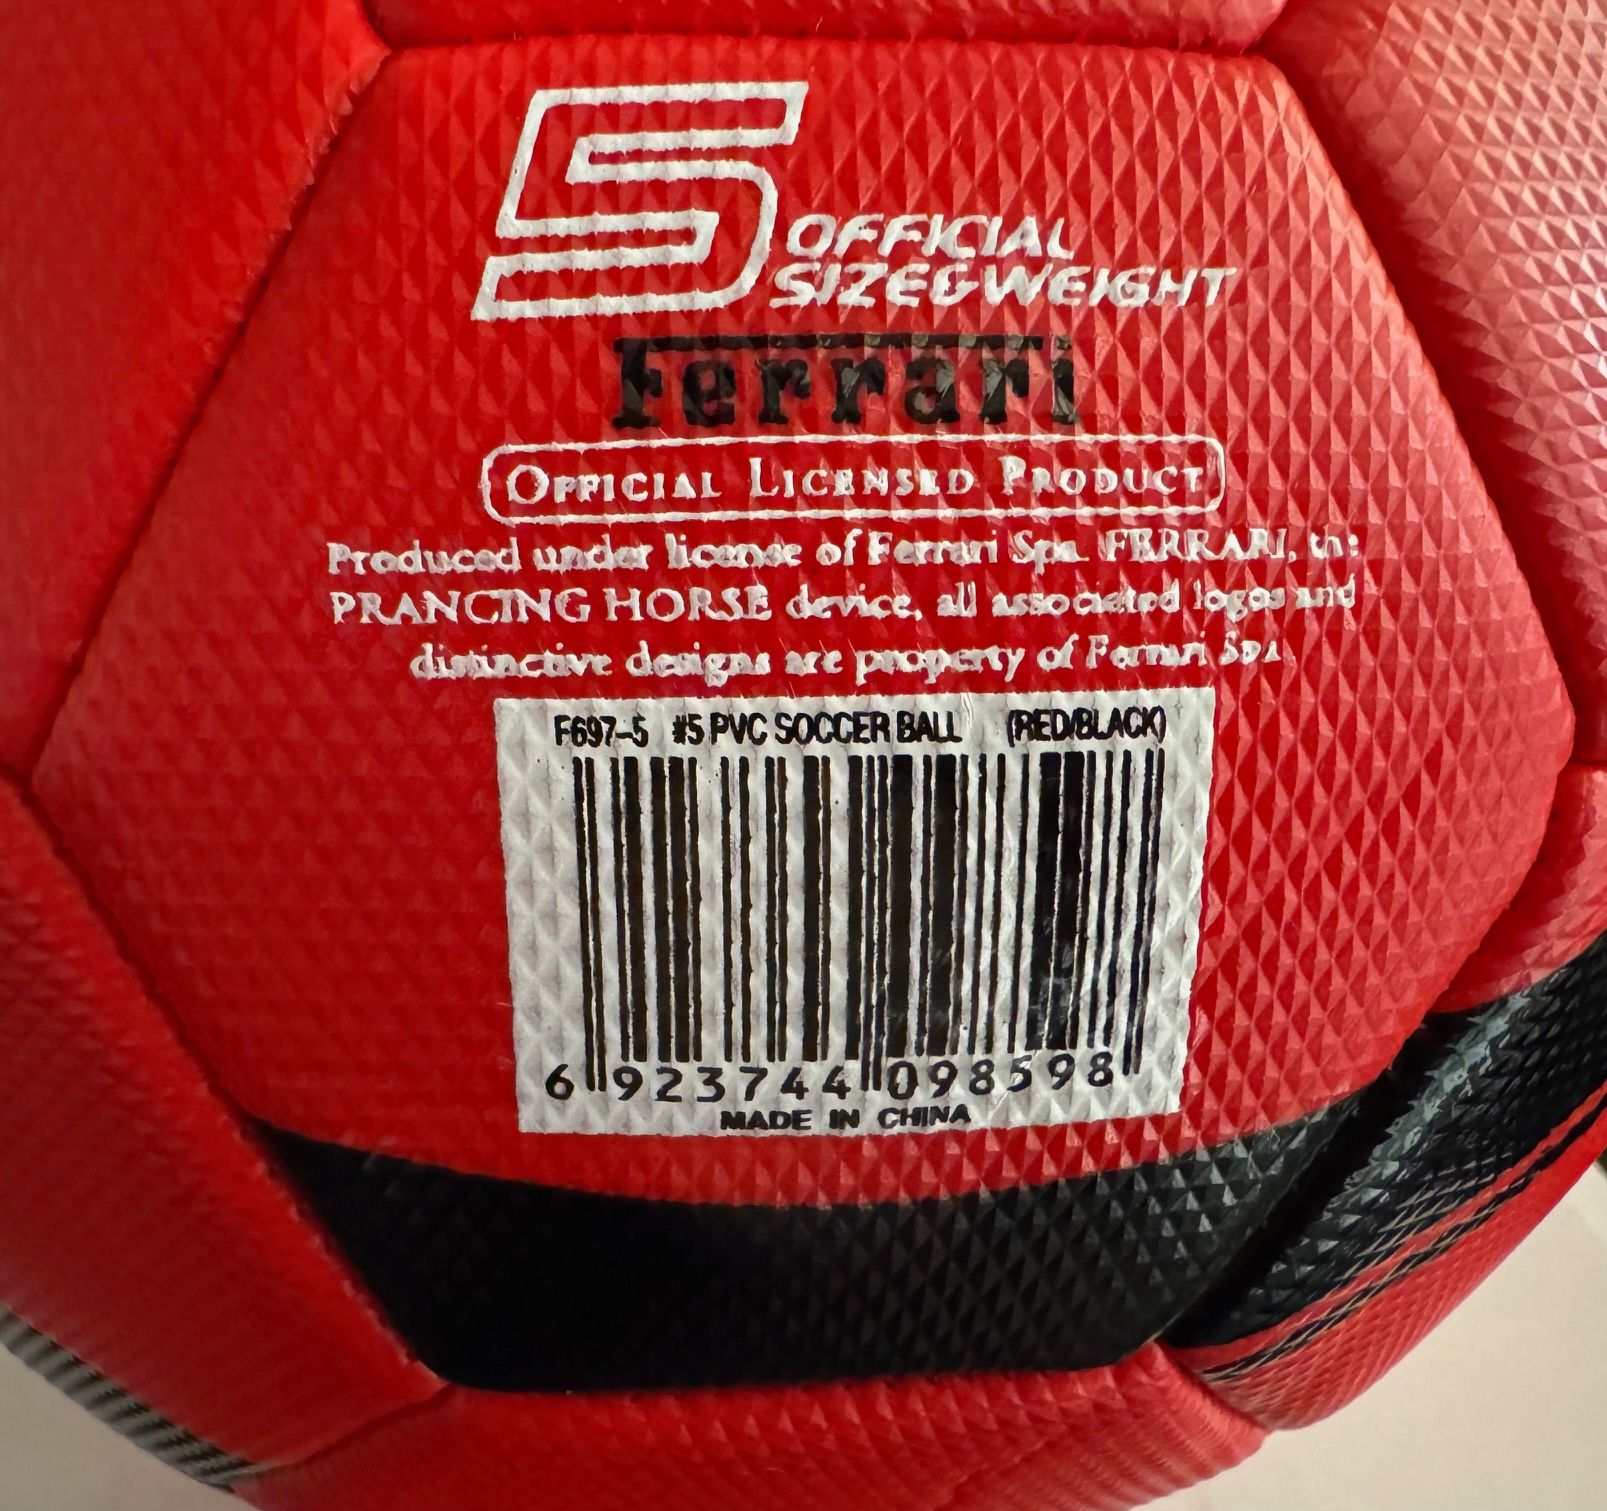 5 OFFICIAL
SIZE&WEIGHT
Ferrari
OFFICIAL LICENSED PRODUCT
Produced under license of Ferrari Spa. FERRARI, the
PRANCING HORSE device, all associated logos and
distinctive designs are property of Ferrari Spa
F697-5 #5 PVC SOCCER BALL (RED/BLACK)
6 923744 098598
MADE IN CHINA